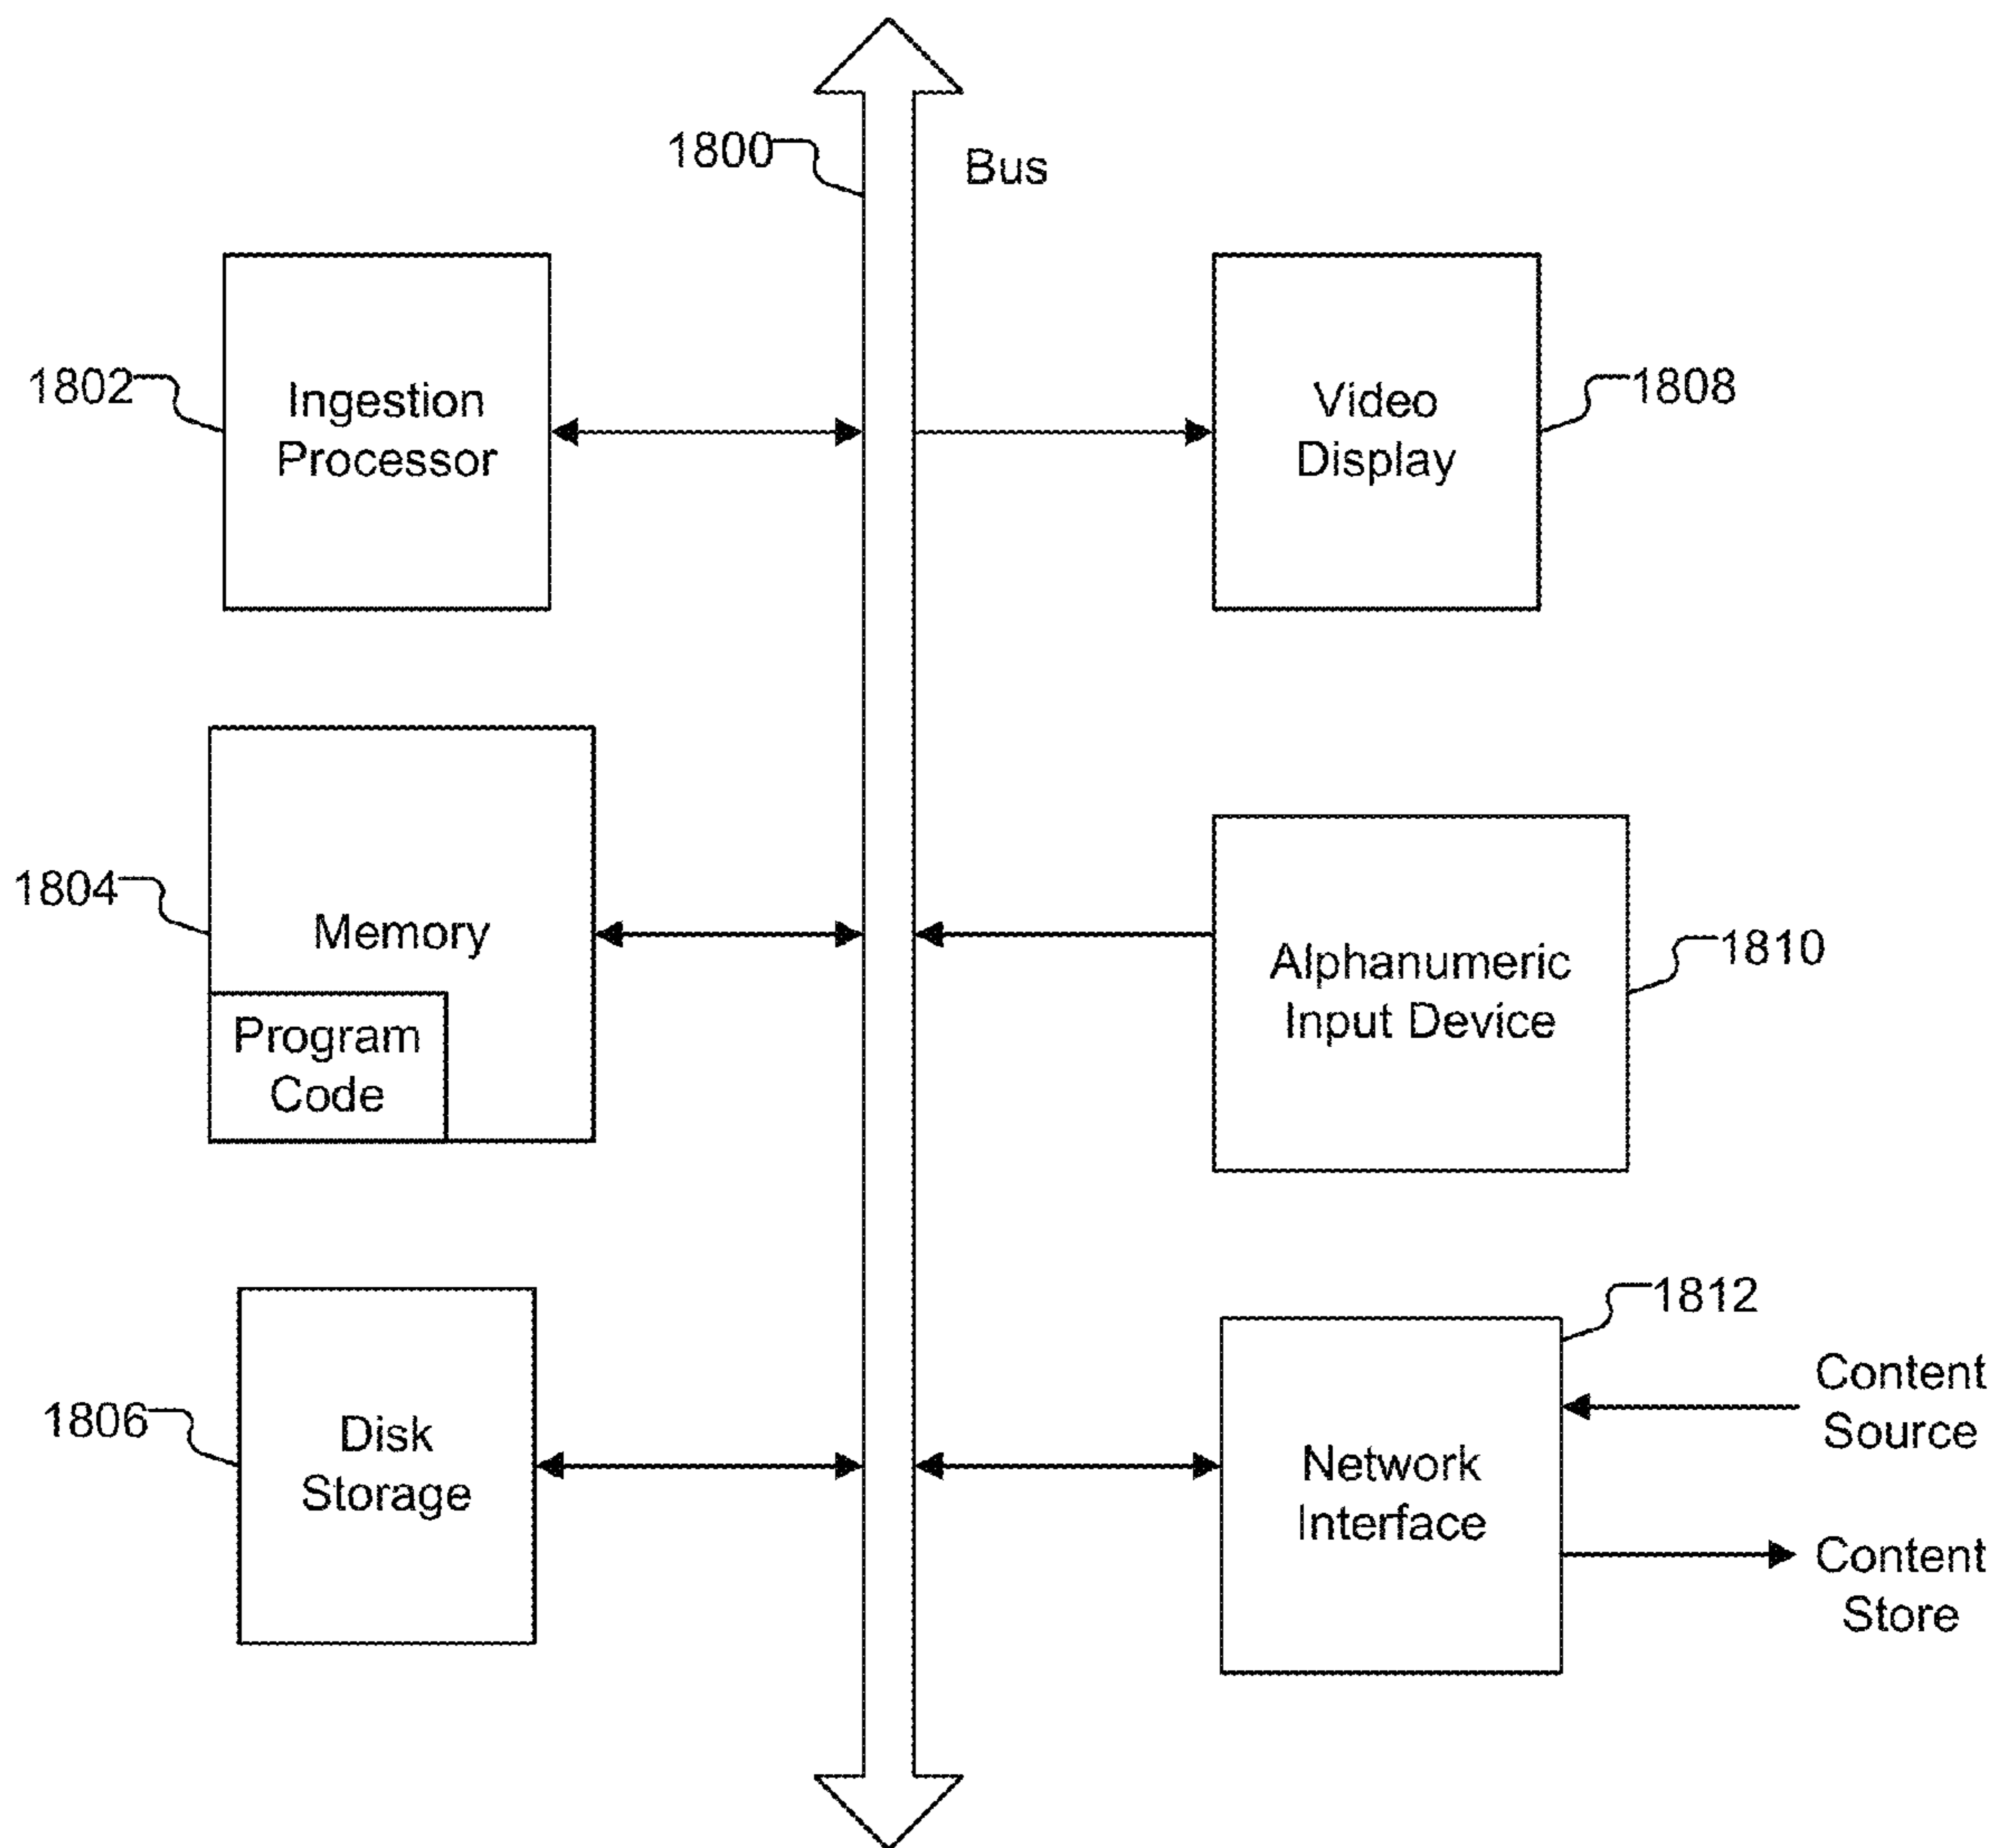 1800
Bus
1802
Ingestion
Processor
Video
Display
1808
1804
Memory
Program
Code
Alphanumeric
Input Device
1810
1806
Disk
Storage
1812
Network
Interface
Content
Source
Content
Store